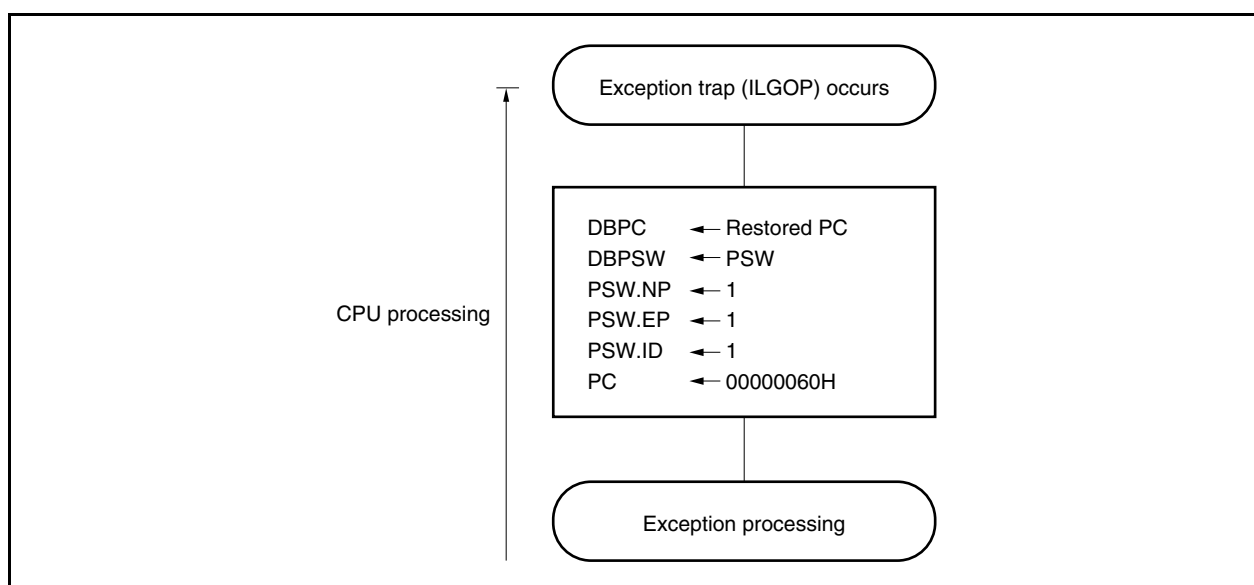 Exception trap (ILGOP) occurs
CPU processing
DBPC ← Restored PC
DBPSW ← PSW
PSW.NP ← 1
PSW.EP ← 1
PSW.ID ← 1
PC ← 00000060H
Exception processing